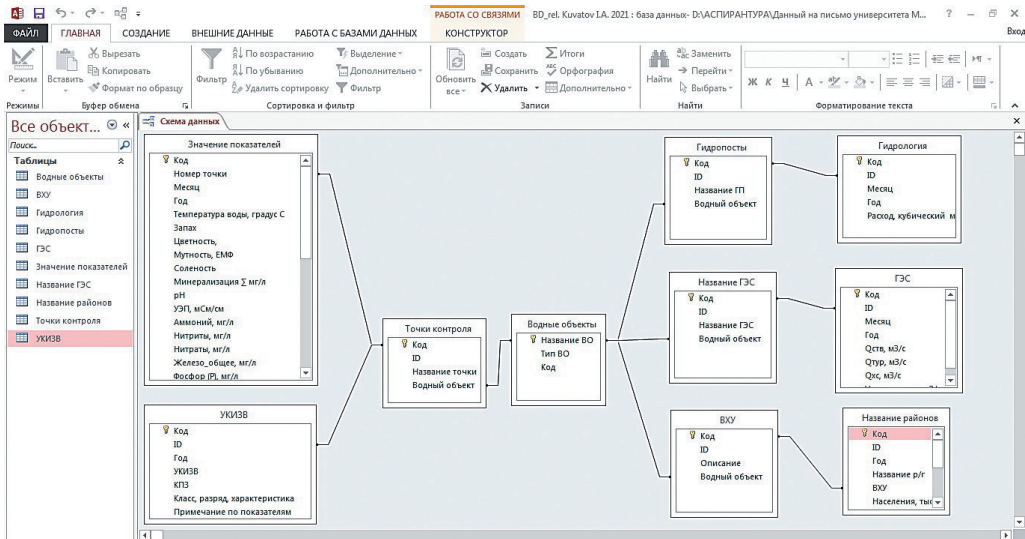 РАБОТА СО СВЯЗЯМИ
BD_rel. Kuvatov I.A. 2021 : база данных- D:\АСПИРАНТУРА\Данный на письмо университета М...
ФАЙЛ ГЛАВНАЯ СОЗДАНИЕ ВНЕШНИЕ ДАННЫЕ РАБОТА С БАЗАМИ ДАННЫХ КОНСТРУКТОР Вход
Режим
Режимы
Вставить
Вырезать
Копировать
Формат по образцу
Буфер обмена
Фильтр
По возрастанию
По убыванию
Удалить сортировку
Выделение
Дополнительно
Фильтр
Сортировка и фильтр
Обновить все
Создать
Сохранить
Удалить
Итоги
Орфография
Дополнительно
Записи
Найти
Заменить
Перейти
Выбрать
Найти
Ж К Ч А
Форматирование текста
Все объект...
Поиск...
Таблицы
Водные объекты
ВХУ
Гидрология
Гидропосты
ГЭС
Значение показателей
Название ГЭС
Название районов
Точки контроля
УКИЗВ
Схема данных
Значение показателей
Код
Номер точки
Месяц
Год
Температура воды, градус С
Запах
Цветность,
Мутность, ЕМФ
Соленость
Минерализация ∑ мг/л
pH
УЭП, мСм/см
Аммоний, мг/л
Нитриты, мг/л
Нитраты, мг/л
Железо_общее, мг/л
Фосфор (Р), мг/л
УКИЗВ
Код
ID
Год
УКИЗВ
КПЗ
Класс, разряд, характеристика
Примечание по показателям
Точки контроля
Код
ID
Название точки
Водный объект
Водные объекты
Название ВО
Тип ВО
Код
Гидропосты
Код
ID
Название ГП
Водный объект
Гидрология
Код
ID
Месяц
Год
Расход, кубический м
Название ГЭС
Код
ID
Название ГЭС
Водный объект
ГЭС
Код
ID
Месяц
Год
Qств, м3/с
Qтур, м3/с
Qхс, м3/с
ВХУ
Код
ID
Описание
Водный объект
Название районов
Код
ID
Год
Название р/г
ВХУ
Населения, тыс